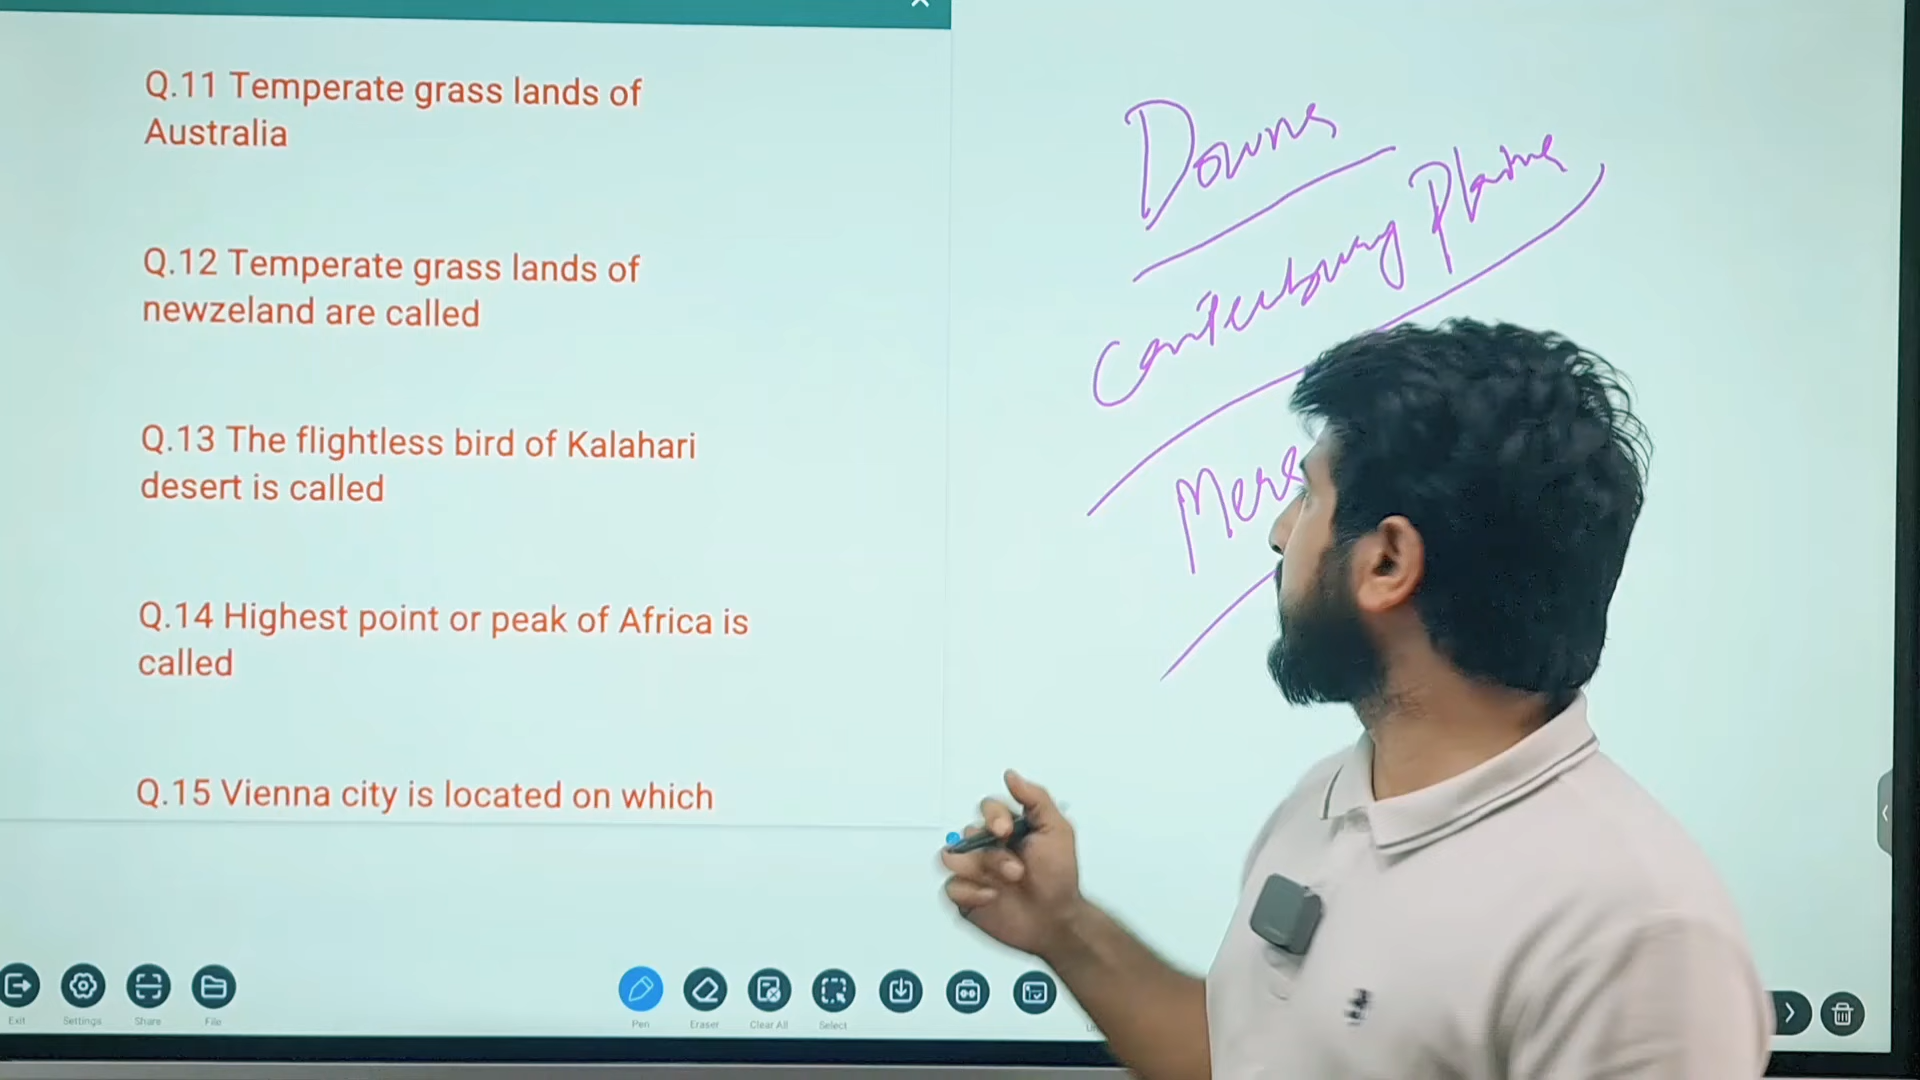 Q.11 Temperate grass lands of
Australia
Q.12 Temperate grass lands of
newzeland are called
Q.13 The flightless bird of Kalahari
desert is called
Q.14 Highest point or peak of Africa is
called
Q.15 Vienna city is located on which
Downs
Canterbury Plains
Exit
Settings
Share
File
Pen
Eraser
Clear All
Select